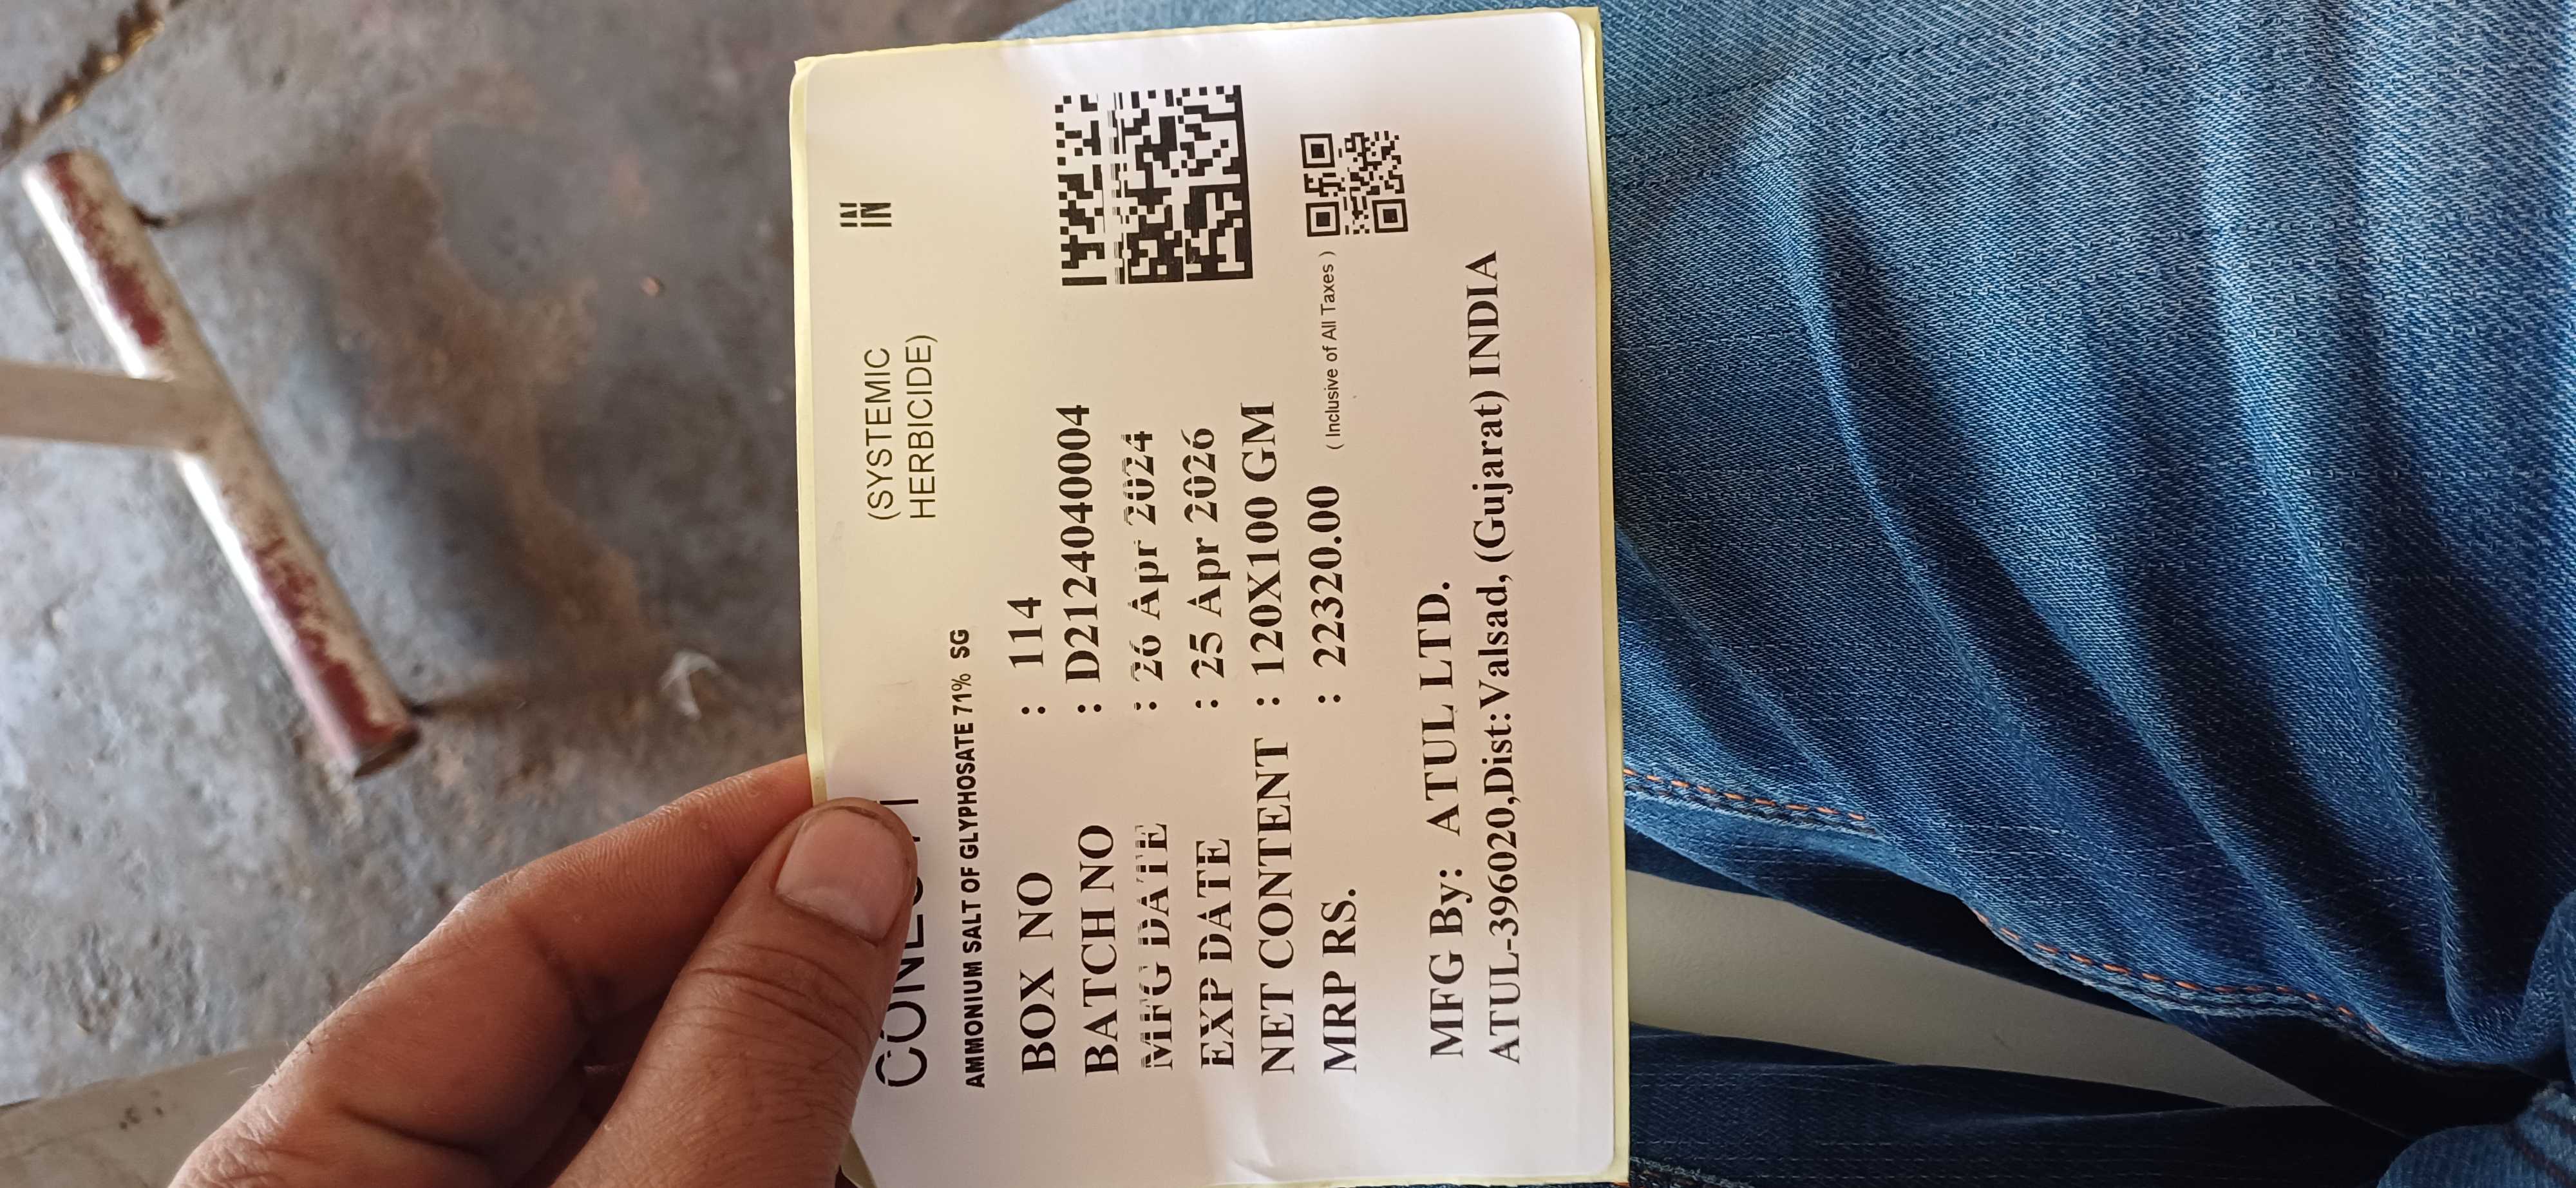 (SYSTEMIC
HERBICIDE)
IN
AMMONIUM SALT OF GLYPHOSATE 71% SG
BOX NO : 114
BATCH NO : D2124040004
MFG DATE : 26 Apr 2024
EXP DATE : 25 Apr 2026
NET CONTENT : 120X100 GM
MRP RS. : 22320.00 ( Inclusive of All Taxes )
MFG By: ATUL LTD.
ATUL-396020,Dist:Valsad, (Gujarat) INDIA